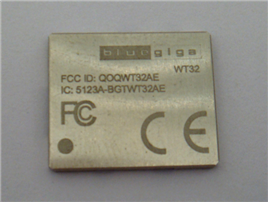 bluegiga
WT32
FCC ID: QOQWT32AE
IC: 5123A-BGTWT32AE
FC CE